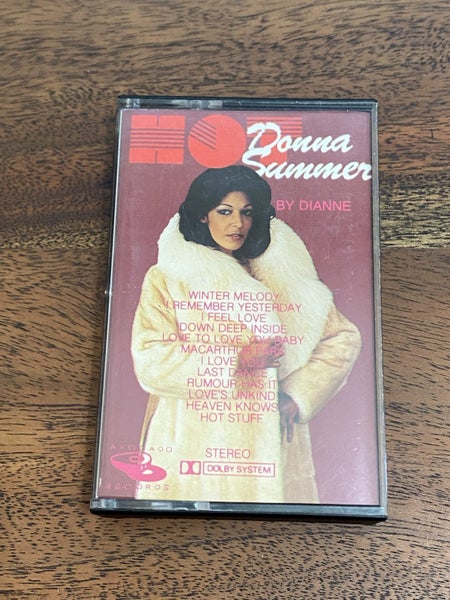 HOT
Donna
Summer
BY DIANNE
WINTER MELODY
I REMEMBER YESTERDAY
I FEEL LOVE
DOWN DEEP INSIDE
LOVE TO LOVE YOU BABY
MACARTHUR PARK
I LOVE YOU
LAST DANCE
RUMOUR HAS IT
LOVE'S UNKIND
HEAVEN KNOWS
HOT STUFF
STEREO
DOLBY SYSTEM
RECORDS